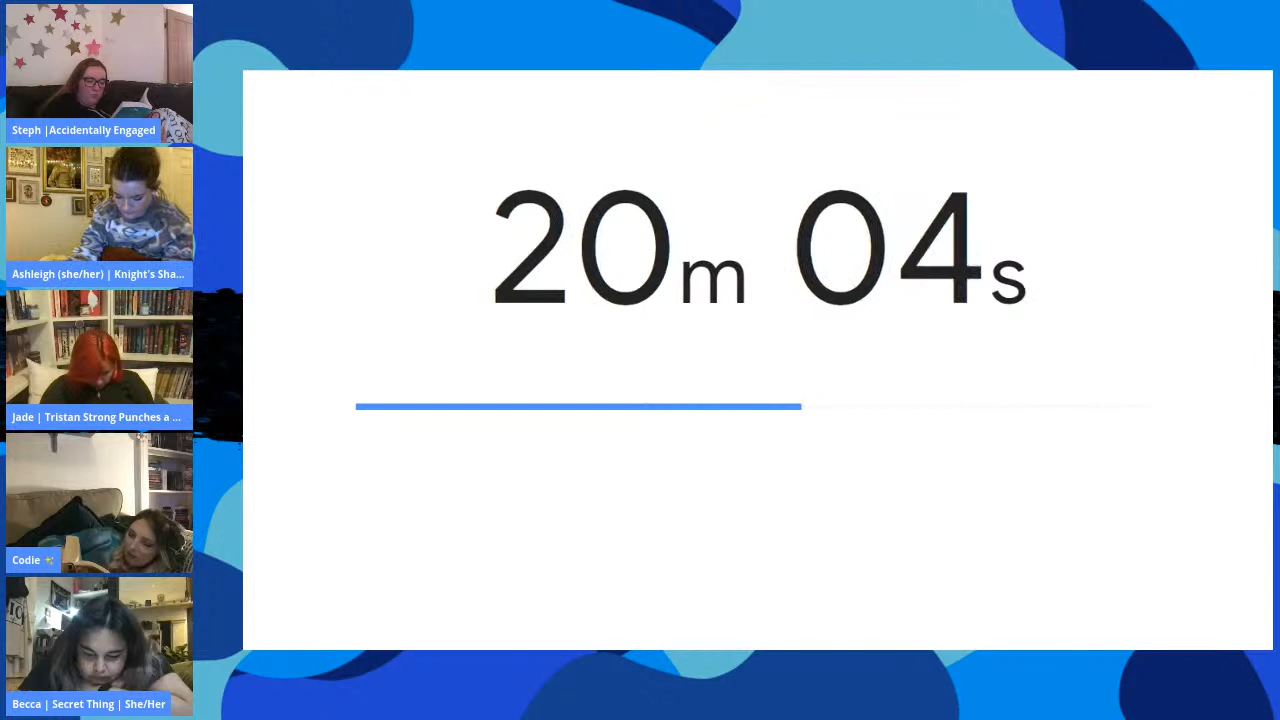 Steph |Accidentally Engaged
Ashleigh (she/her) | Knight's Sha...
Jade | Tristan Strong Punches a ...
Codie ✨
Becca | Secret Thing | She/Her
20m 04s